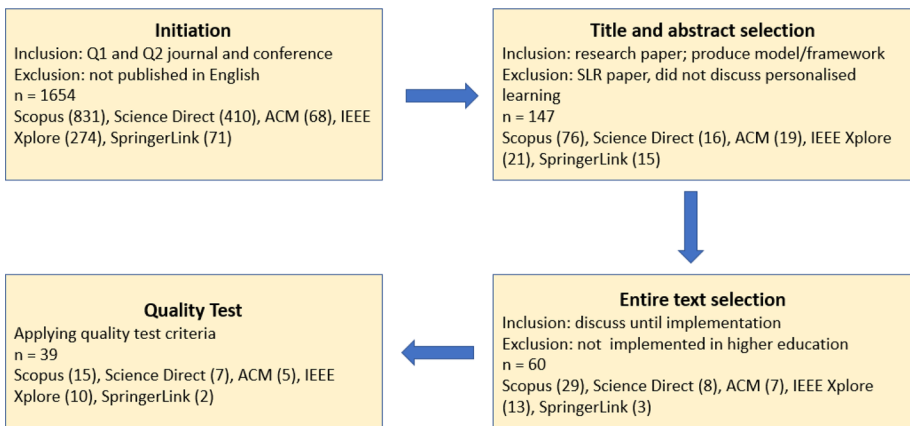 Initiation
Inclusion: Q1 and Q2 journal and conference
Exclusion: not published in English
n = 1654
Scopus (831), Science Direct (410), ACM (68), IEEE
Xplore (274), SpringerLink (71)
Title and abstract selection
Inclusion: research paper; produce model/framework
Exclusion: SLR paper, did not discuss personalised
learning
n = 147
Scopus (76), Science Direct (16), ACM (19), IEEE Xplore
(21), SpringerLink (15)
Entire text selection
Inclusion: discuss until implementation
Exclusion: not implemented in higher education
n = 60
Scopus (29), Science Direct (8), ACM (7), IEEE Xplore
(13), SpringerLink (3)
Quality Test
Applying quality test criteria
n = 39
Scopus (15), Science Direct (7), ACM (5), IEEE
Xplore (10), SpringerLink (2)